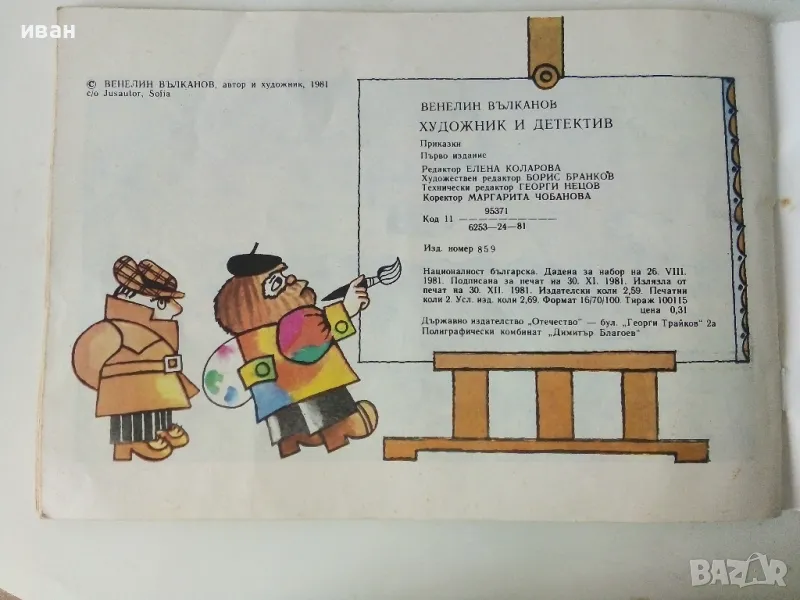 иван
© ВЕНЕЛИН ВЪЛКАНОВ, автор и художник, 1981
c/o Jusautor, Sofia
ВЕНЕЛИН ВЪЛКАНОВ
ХУДОЖНИК И ДЕТЕКТИВ
Приказки
Първо издание
Редактор ЕЛЕНА КОЛАРОВА
Художествен редактор БОРИС БРАНКОВ
Технически редактор ГЕОРГИ НЕЦОВ
Коректор МАРГАРИТА ЧОБАНОВА
95371
Код 11 ——————————
6253—24—81
Изд. номер 859
Националност българска. Дадена за набор на 26. VIII.
1981. Подписана за печат на 30. XI. 1981. Излязла от
печат на 30. XII. 1981. Издателски коли 2,59. Печатни
коли 2. Усл. изд. коли 2,69. Формат 16/70/100. Тираж 100115
цена 0,31
Държавно издателство „Отечество" — бул. „Георги Трайков" 2а
Полиграфически комбинат „Димитър Благоев"
BAZAR